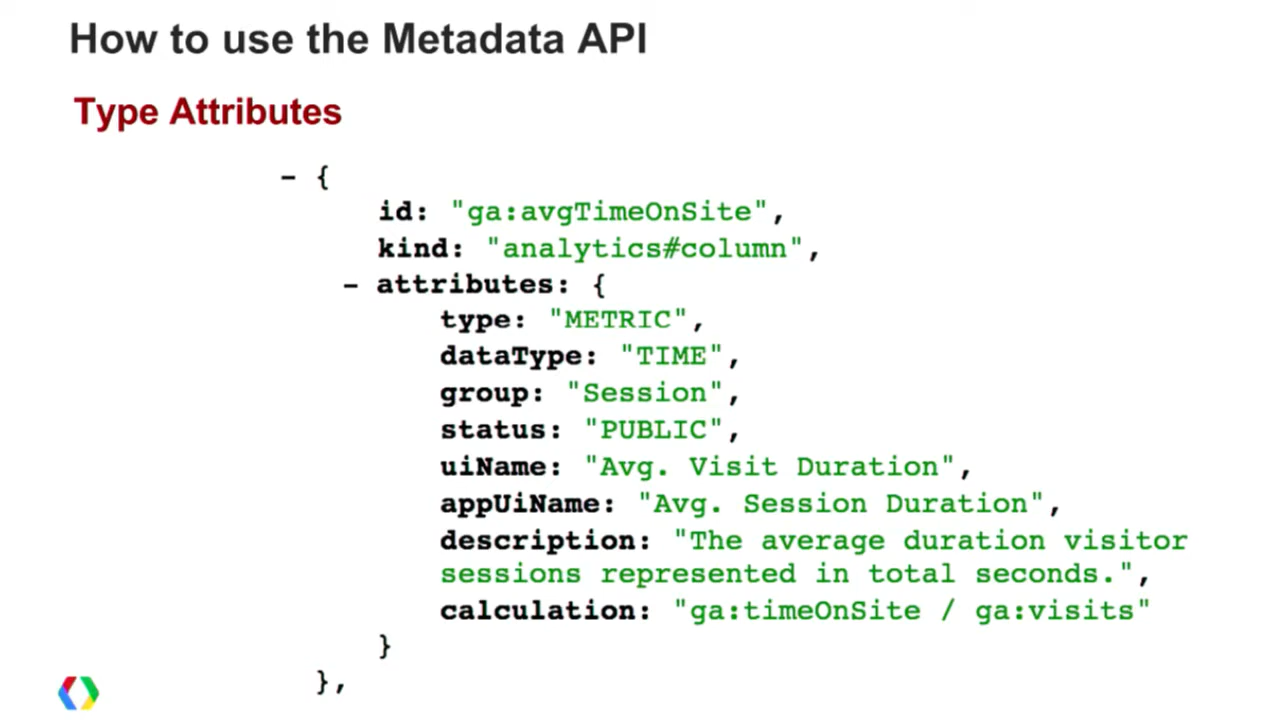 How to use the Metadata API
Type Attributes
- {
id: "ga:avgTimeOnSite",
kind: "analytics#column",
- attributes: {
type: "METRIC",
dataType: "TIME",
group: "Session",
status: "PUBLIC",
uiName: "Avg. Visit Duration",
appUiName: "Avg. Session Duration",
description: "The average duration visitor
sessions represented in total seconds.",
calculation: "ga:timeOnSite / ga:visits"
}
},